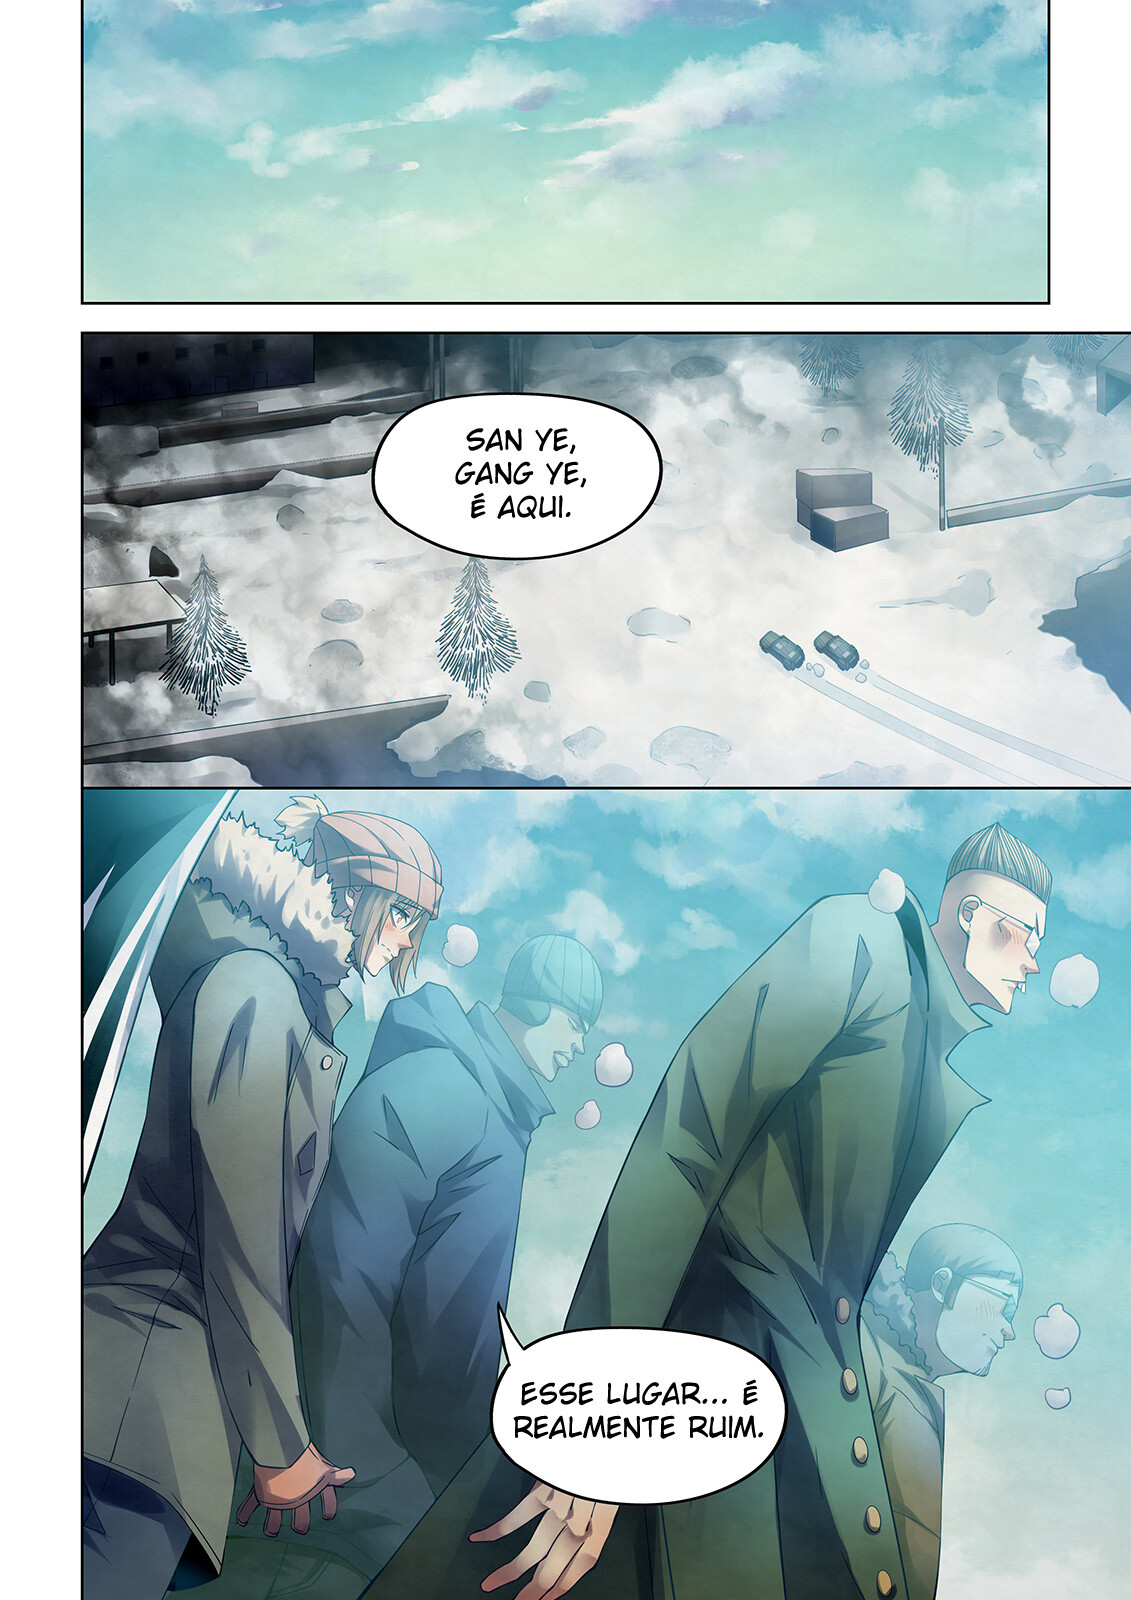 SAN YE,
GANG YE,
É AQUI.
ESSE LUGAR... É
REALMENTE RUIM.